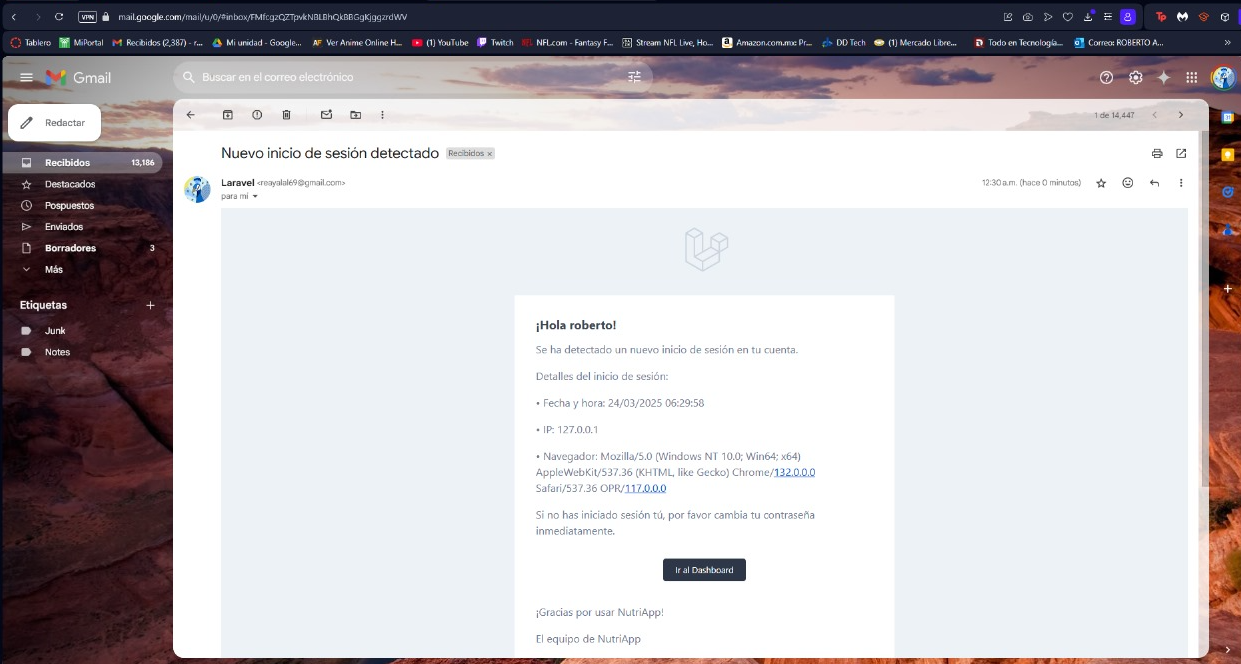 VPN mail.google.com/mail/u/0/#inbox/FMfcgzQZTpvkNBLBhQkBBGgKjggzrdWV
Tablero MiPortal Recibidos (2,387) - r... Mi unidad - Google... AF Ver Anime Online H... (1) YouTube Twitch NFL.com - Fantasy F... Stream NFL Live, Ho... Amazon.com.mx: Pr... DD Tech (1) Mercado Libre... Todo en Tecnología... Correo: ROBERTO A... »
Gmail
Buscar en el correo electrónico
Redactar
1 de 14,447
Recibidos 13,186
Destacados
Pospuestos
Enviados
Borradores 3
Más
Etiquetas
Junk
Notes
Nuevo inicio de sesión detectado Recibidos x
Laravel <reayalal69@gmail.com> 12:30 a.m. (hace 0 minutos)
para mí
¡Hola roberto!
Se ha detectado un nuevo inicio de sesión en tu cuenta.
Detalles del inicio de sesión:
• Fecha y hora: 24/03/2025 06:29:58
• IP: 127.0.0.1
• Navegador: Mozilla/5.0 (Windows NT 10.0; Win64; x64)
AppleWebKit/537.36 (KHTML, like Gecko) Chrome/132.0.0.0
Safari/537.36 OPR/117.0.0.0
Si no has iniciado sesión tú, por favor cambia tu contraseña
inmediatamente.
Ir al Dashboard
¡Gracias por usar NutriApp!
El equipo de NutriApp